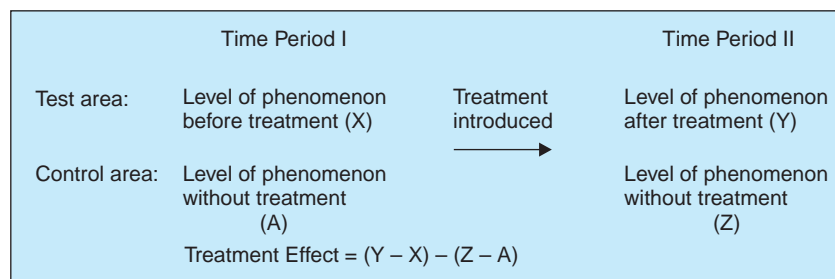 Time Period I Time Period II
Test area: Level of phenomenon Treatment Level of phenomenon
before treatment (X) introduced after treatment (Y)
Control area: Level of phenomenon Level of phenomenon
without treatment without treatment
(A) (Z)
Treatment Effect = (Y – X) – (Z – A)